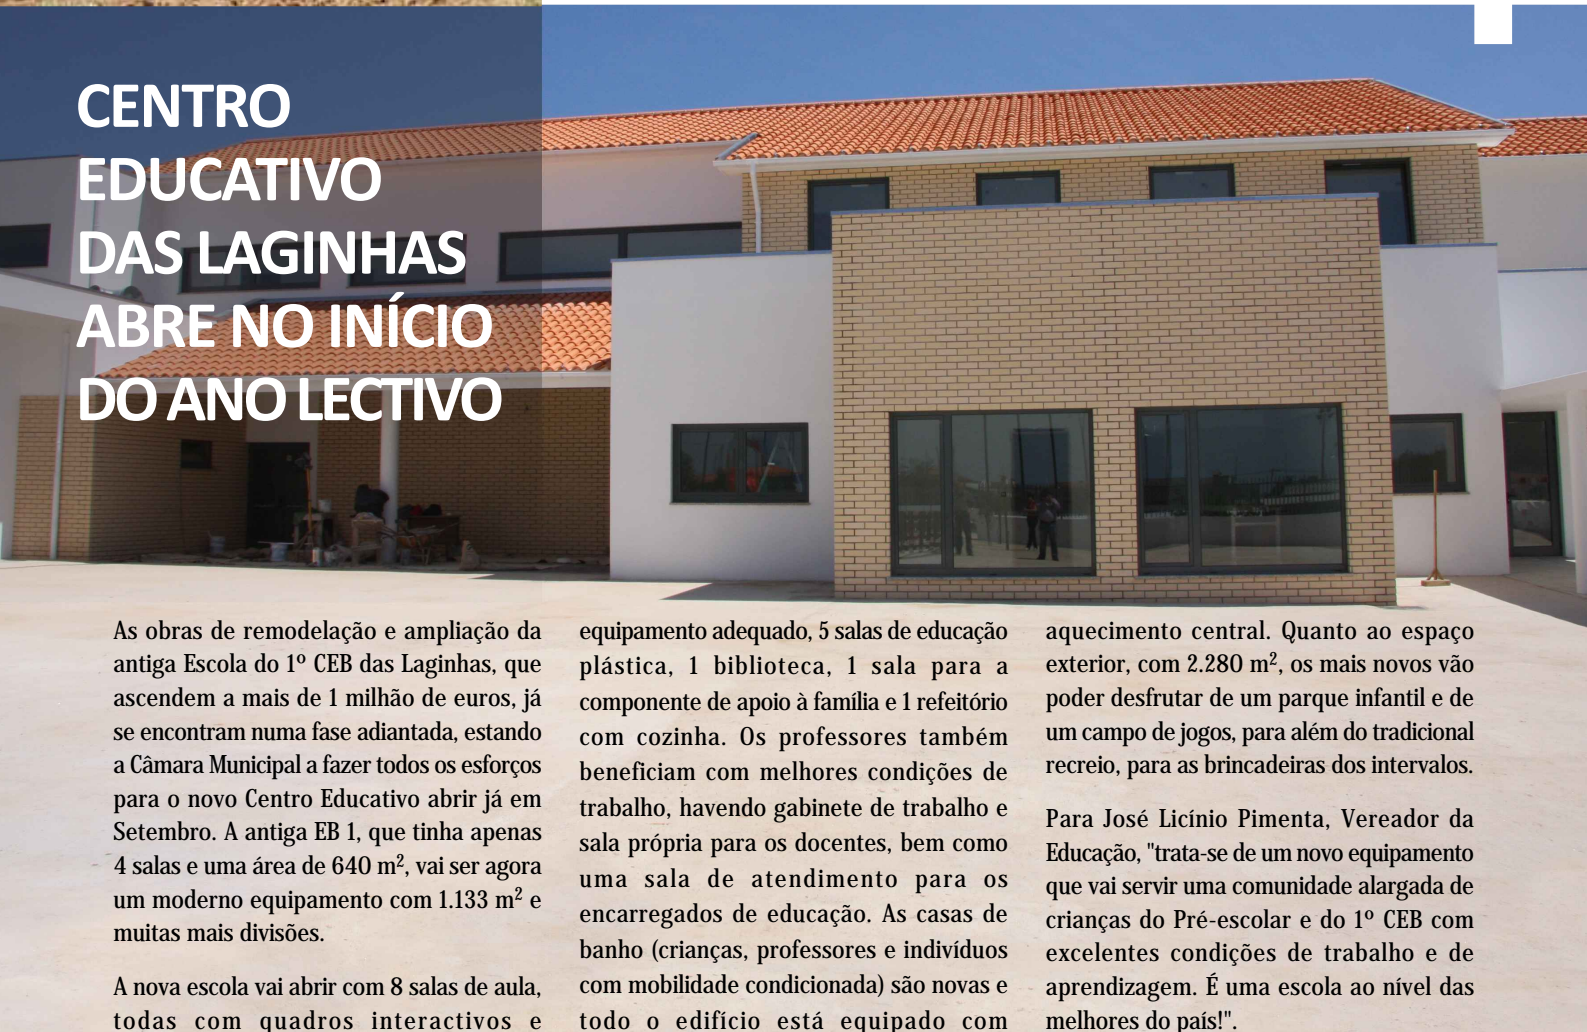 CENTRO
EDUCATIVO
DAS LAGINHAS
ABRE NO INÍCIO
DO ANO LECTIVO
As obras de remodelação e ampliação da
antiga Escola do 1º CEB das Laginhas, que
ascendem a mais de 1 milhão de euros, já
se encontram numa fase adiantada, estando
a Câmara Municipal a fazer todos os esforços
para o novo Centro Educativo abrir já em
Setembro. A antiga EB 1, que tinha apenas
4 salas e uma área de 640 m², vai ser agora
um moderno equipamento com 1.133 m² e
muitas mais divisões.
A nova escola vai abrir com 8 salas de aula,
todas com quadros interactivos e
equipamento adequado, 5 salas de educação
plástica, 1 biblioteca, 1 sala para a
componente de apoio à família e 1 refeitório
com cozinha. Os professores também
beneficiam com melhores condições de
trabalho, havendo gabinete de trabalho e
sala própria para os docentes, bem como
uma sala de atendimento para os
encarregados de educação. As casas de
banho (crianças, professores e indivíduos
com mobilidade condicionada) são novas e
todo o edifício está equipado com
aquecimento central. Quanto ao espaço
exterior, com 2.280 m², os mais novos vão
poder desfrutar de um parque infantil e de
um campo de jogos, para além do tradicional
recreio, para as brincadeiras dos intervalos.
Para José Licínio Pimenta, Vereador da
Educação, "trata-se de um novo equipamento
que vai servir uma comunidade alargada de
crianças do Pré-escolar e do 1º CEB com
excelentes condições de trabalho e de
aprendizagem. É uma escola ao nível das
melhores do país!".